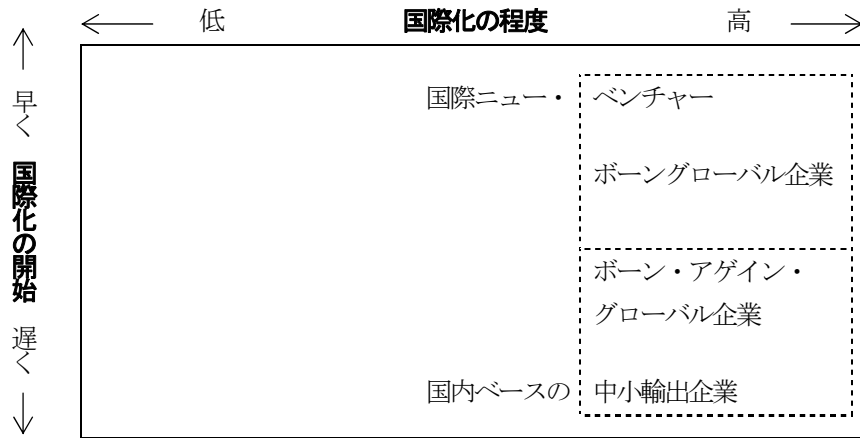 低 国際化の程度 高
早く 国際化の開始 遅く
国際ニュー・ベンチャー
ボーングローバル企業
ボーン・アゲイン・
グローバル企業
国内ベースの中小輸出企業